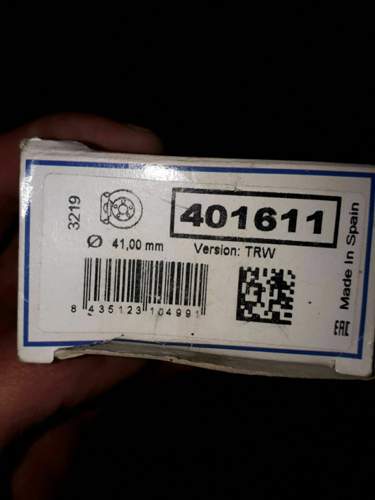 3219
401611
Ø 41,00 mm
Version: TRW
8 435123 104991
Made In Spain
EAC